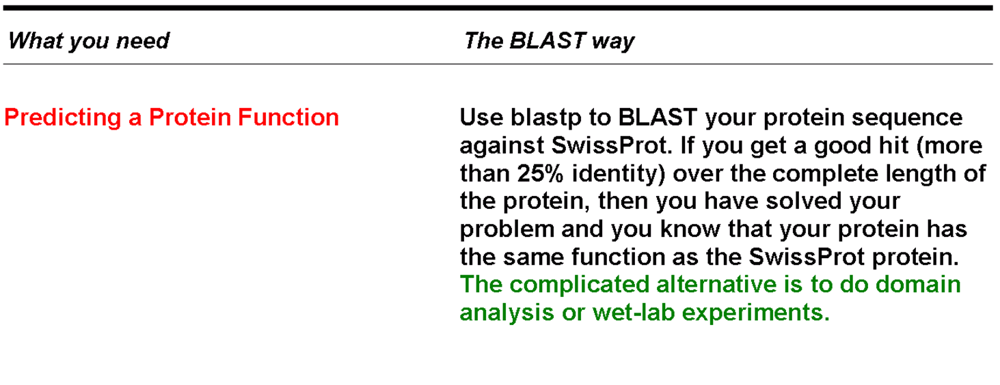 What you need
The BLAST way
Predicting a Protein Function
Use blastp to BLAST your protein sequence
against SwissProt. If you get a good hit (more
than 25% identity) over the complete length of
the protein, then you have solved your
problem and you know that your protein has
the same function as the SwissProt protein.
The complicated alternative is to do domain
analysis or wet-lab experiments.